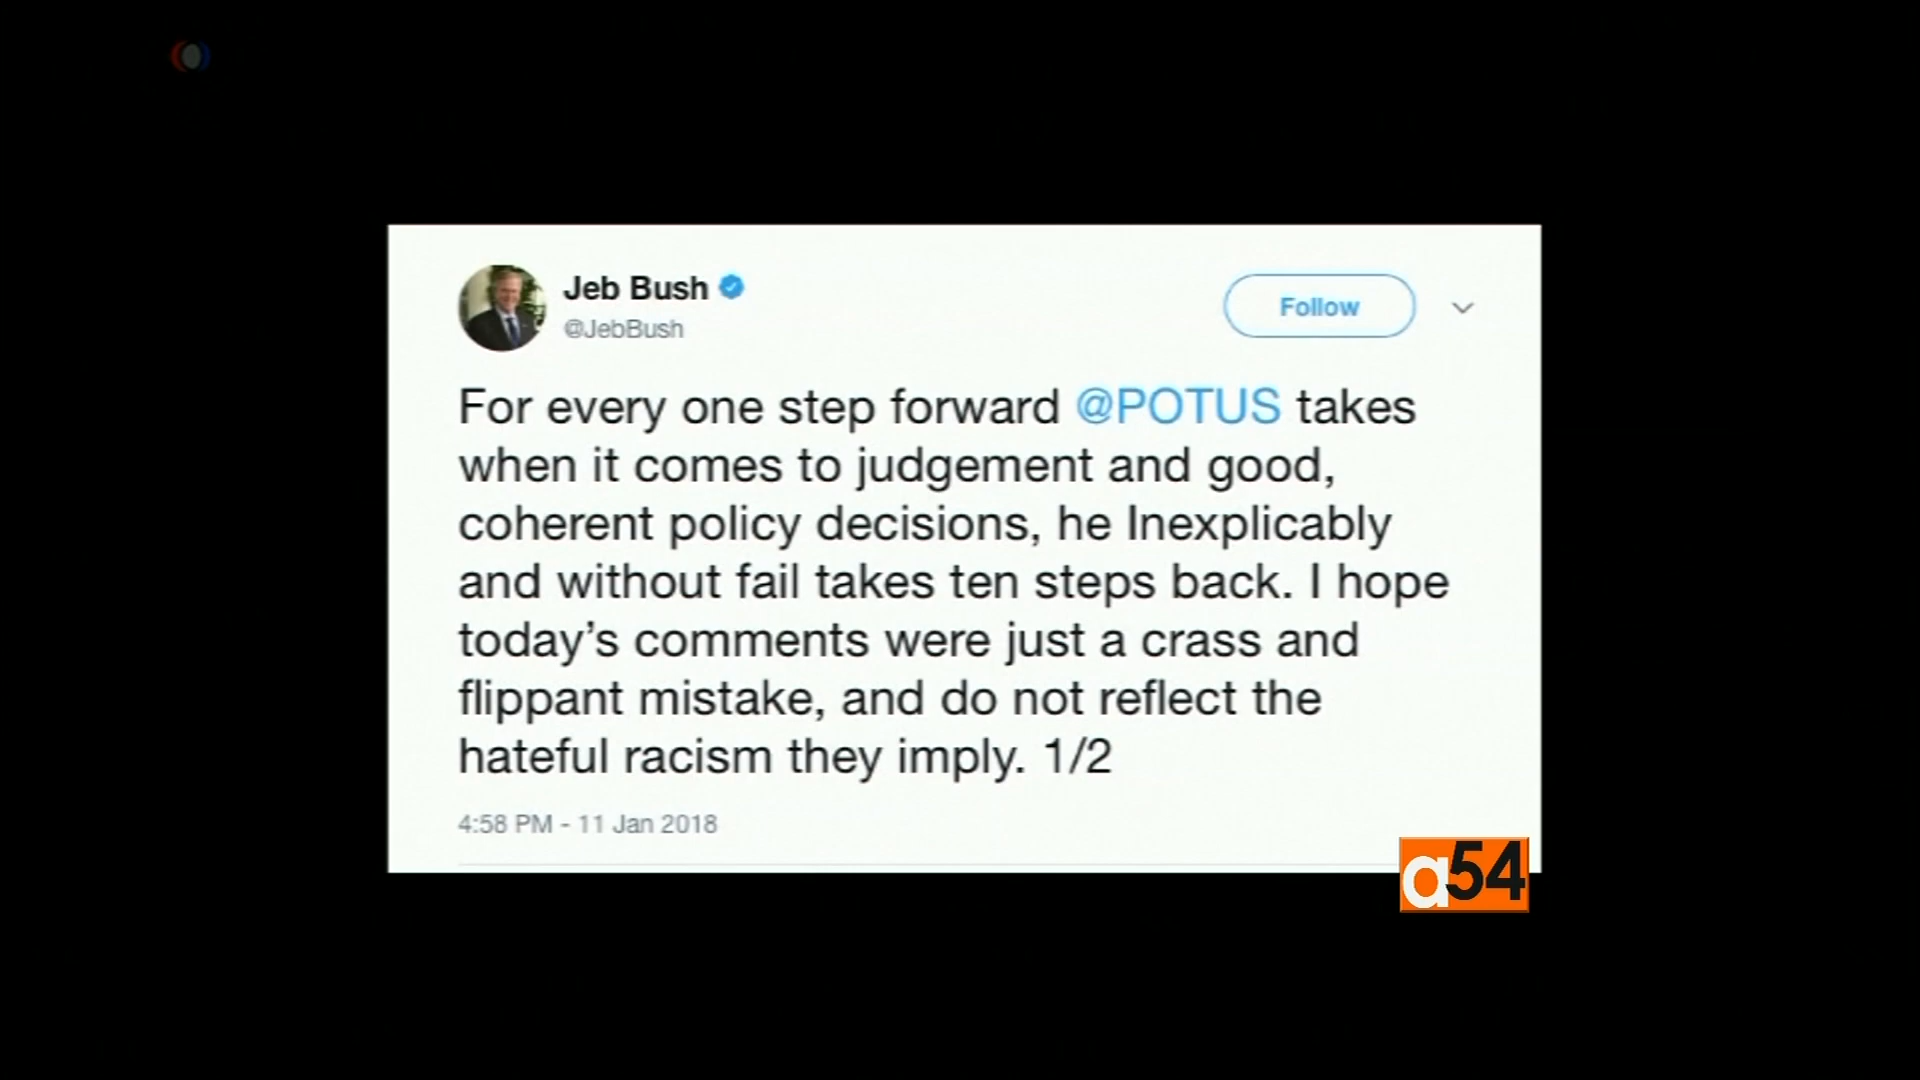 Jeb Bush
@JebBush
Follow
For every one step forward @POTUS takes
when it comes to judgement and good,
coherent policy decisions, he Inexplicably
and without fail takes ten steps back. I hope
today’s comments were just a crass and
flippant mistake, and do not reflect the
hateful racism they imply. 1/2
4:58 PM - 11 Jan 2018
a54